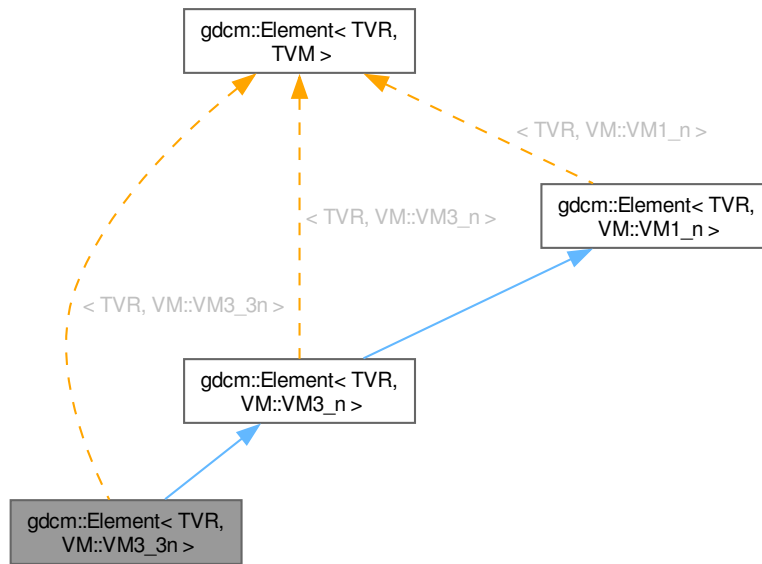 gdcm::Element< TVR,
TVM >
< TVR, VM::VM1_n >
gdcm::Element< TVR,
VM::VM1_n >
< TVR, VM::VM3_n >
< TVR, VM::VM3_3n >
gdcm::Element< TVR,
VM::VM3_n >
gdcm::Element< TVR,
VM::VM3_3n >